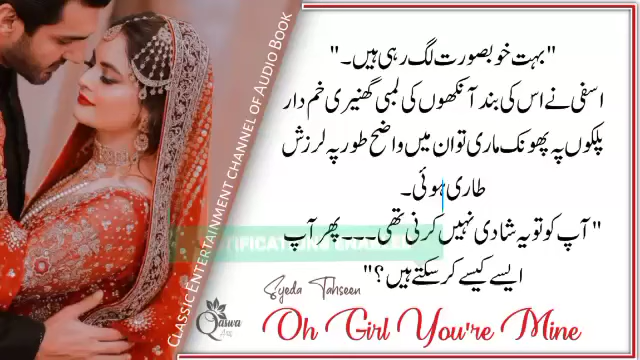 "بہت خوبصورت لگ رہی ہیں۔"
اسفی نے اس کی بند آنکھوں کی لمبی گھنیری خم دار
پلکوں پہ پھونک ماری تو ان میں واضح طور پہ لرزش
طاری ہوئی۔
"آپ کو تو یہ شادی نہیں کرنی تھی۔۔۔ پھر آپ
ایسے کیسے کر سکتے ہیں؟"
Syeda Tahseen
Qaswa
Oh Girl You're Mine
Classic Entertainment channel of Audio Book